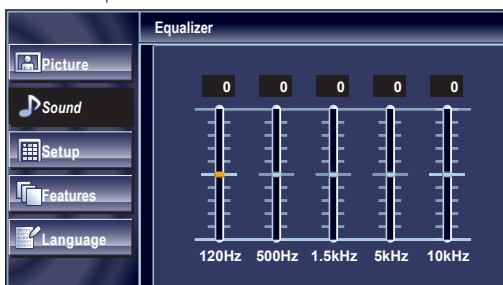 Equalizer
Picture
Sound
Setup
Features
Language
0 0 0 0 0
120Hz 500Hz 1.5kHz 5kHz 10kHz